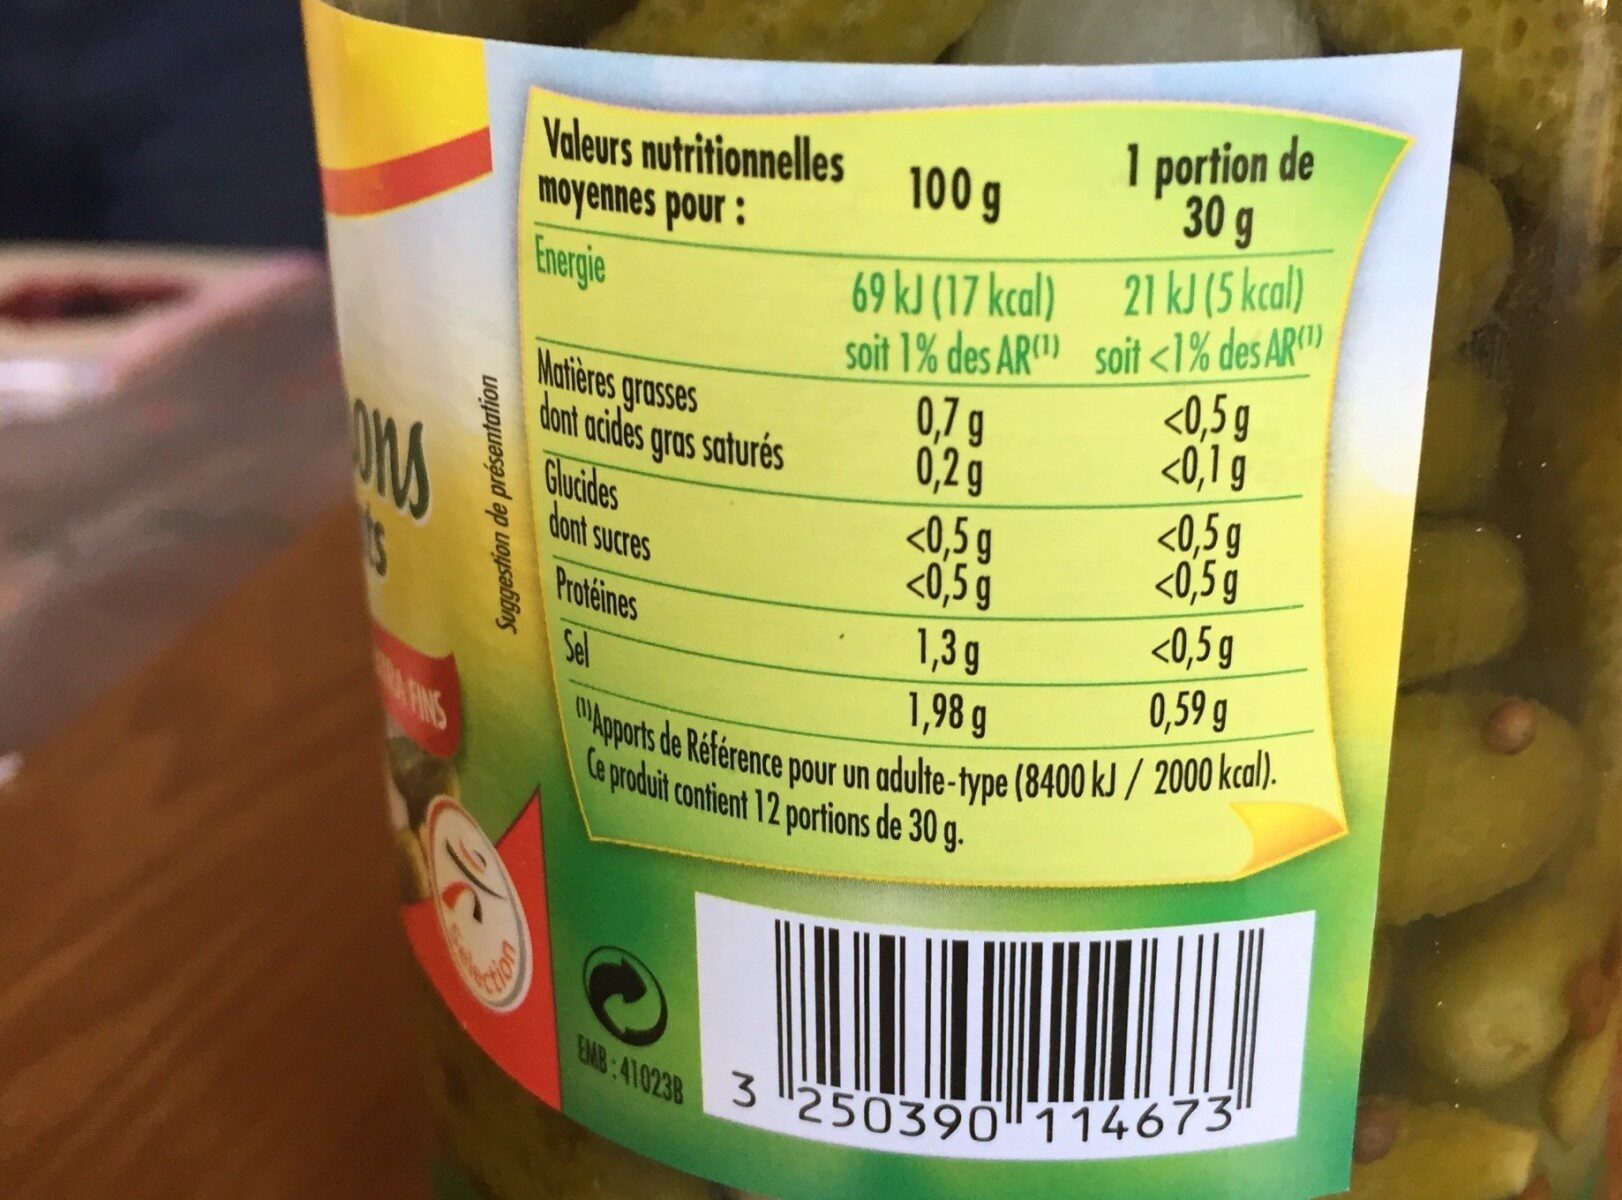 Valeurs nutritionnelles moyennes pour : 100 g 1 portion de 30 g
Energie 69 kJ (17 kcal) 21 kJ (5 kcal)
soit 1% des AR(1) soit <1% des AR(1)
Matières grasses 0,7 g <0,5 g
dont acides gras saturés 0,2 g <0,1 g
Glucides <0,5 g <0,5 g
dont sucres <0,5 g <0,5 g
Protéines 1,3 g <0,5 g
Sel 1,98 g 0,59 g
(1)Apports de Référence pour un adulte-type (8400 kJ / 2000 kcal).
Ce produit contient 12 portions de 30 g.
Suggestion de présentation
ons
ts
FINS
Sélection
EMB : 41023B
3 250390 114673